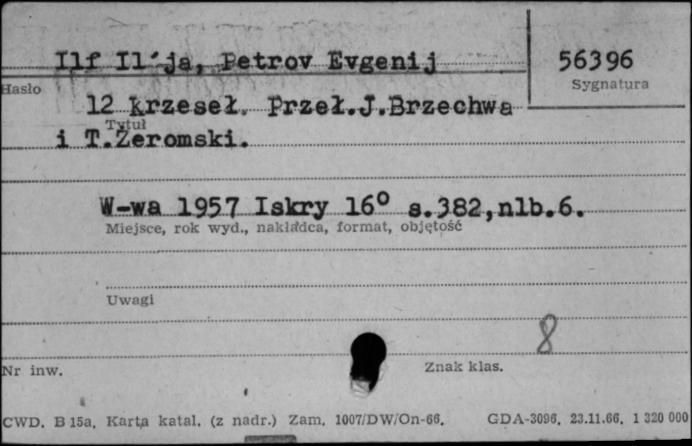 Ilf Il´ja, Petrov Evgenij
56396
Hasło
Sygnatura
12 krzeseł. Przeł.J.Brzechwa
Tytuł
i T.Żeromski.
W-wa 1957 Iskry 16° s.382,nlb.6.
Miejsce, rok wyd., nakładca, format, objętość
Uwagi
8
Nr inw.
Znak klas.
CWD. B 15a. Karta katal. (z nadr.) Zam. 1007/DW/On-66. GDA-3096. 23.11.66. 1 320 000